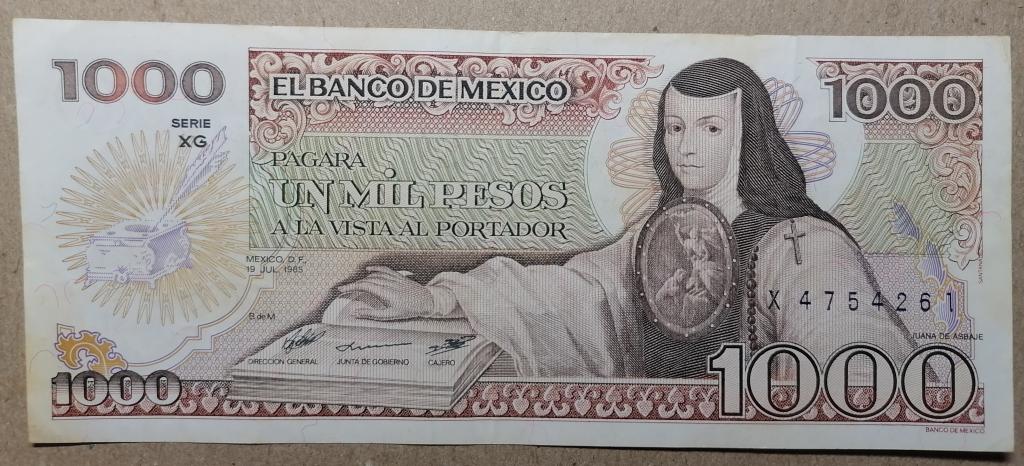 1000
EL BANCO DE MEXICO
1000
SERIE
XG
PAGARA
UN MIL PESOS
A LA VISTA AL PORTADOR
MEXICO, D. F.,
19 JUL. 1985
X 4754261
B de M
JUANA DE ASBAJE
DIRECCION GENERAL JUNTA DE GOBIERNO CAJERO
1000
1000
BANCO DE MEXICO